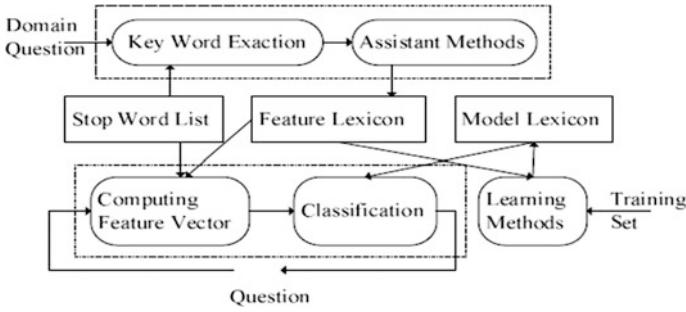 Domain
Question
Key Word Exaction
Assistant Methods
Stop Word List
Feature Lexicon
Model Lexicon
Computing
Feature Vector
Classification
Learning
Methods
Training
Set
Question